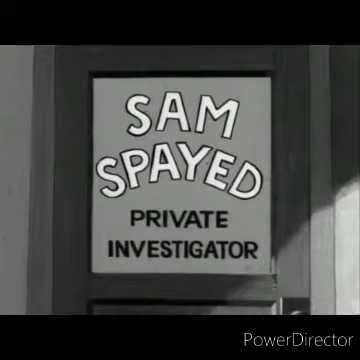 SAM
SPAYED
PRIVATE
INVESTIGATOR
PowerDirector